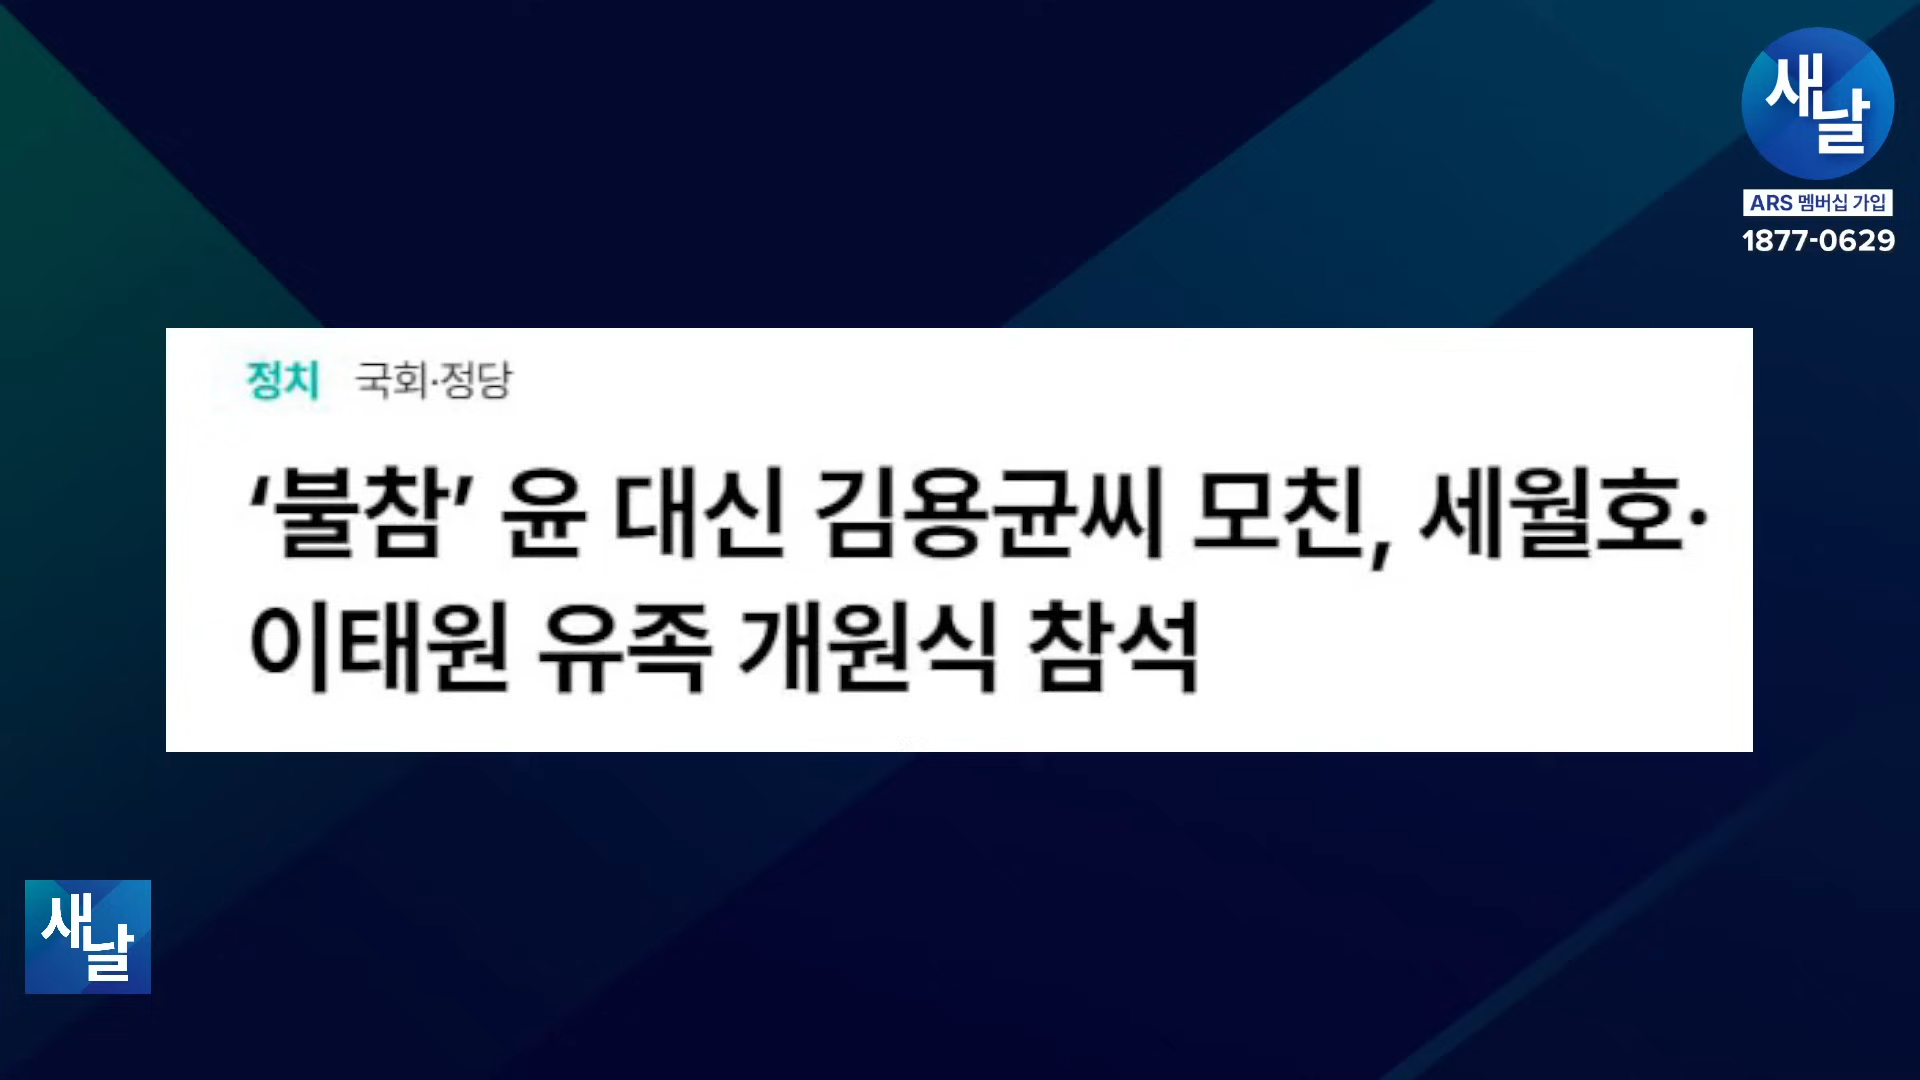 새날
ARS 멤버십 가입
1877-0629
정치 국회·정당
‘불참’ 윤 대신 김용균씨 모친, 세월호·
이태원 유족 개원식 참석
새날